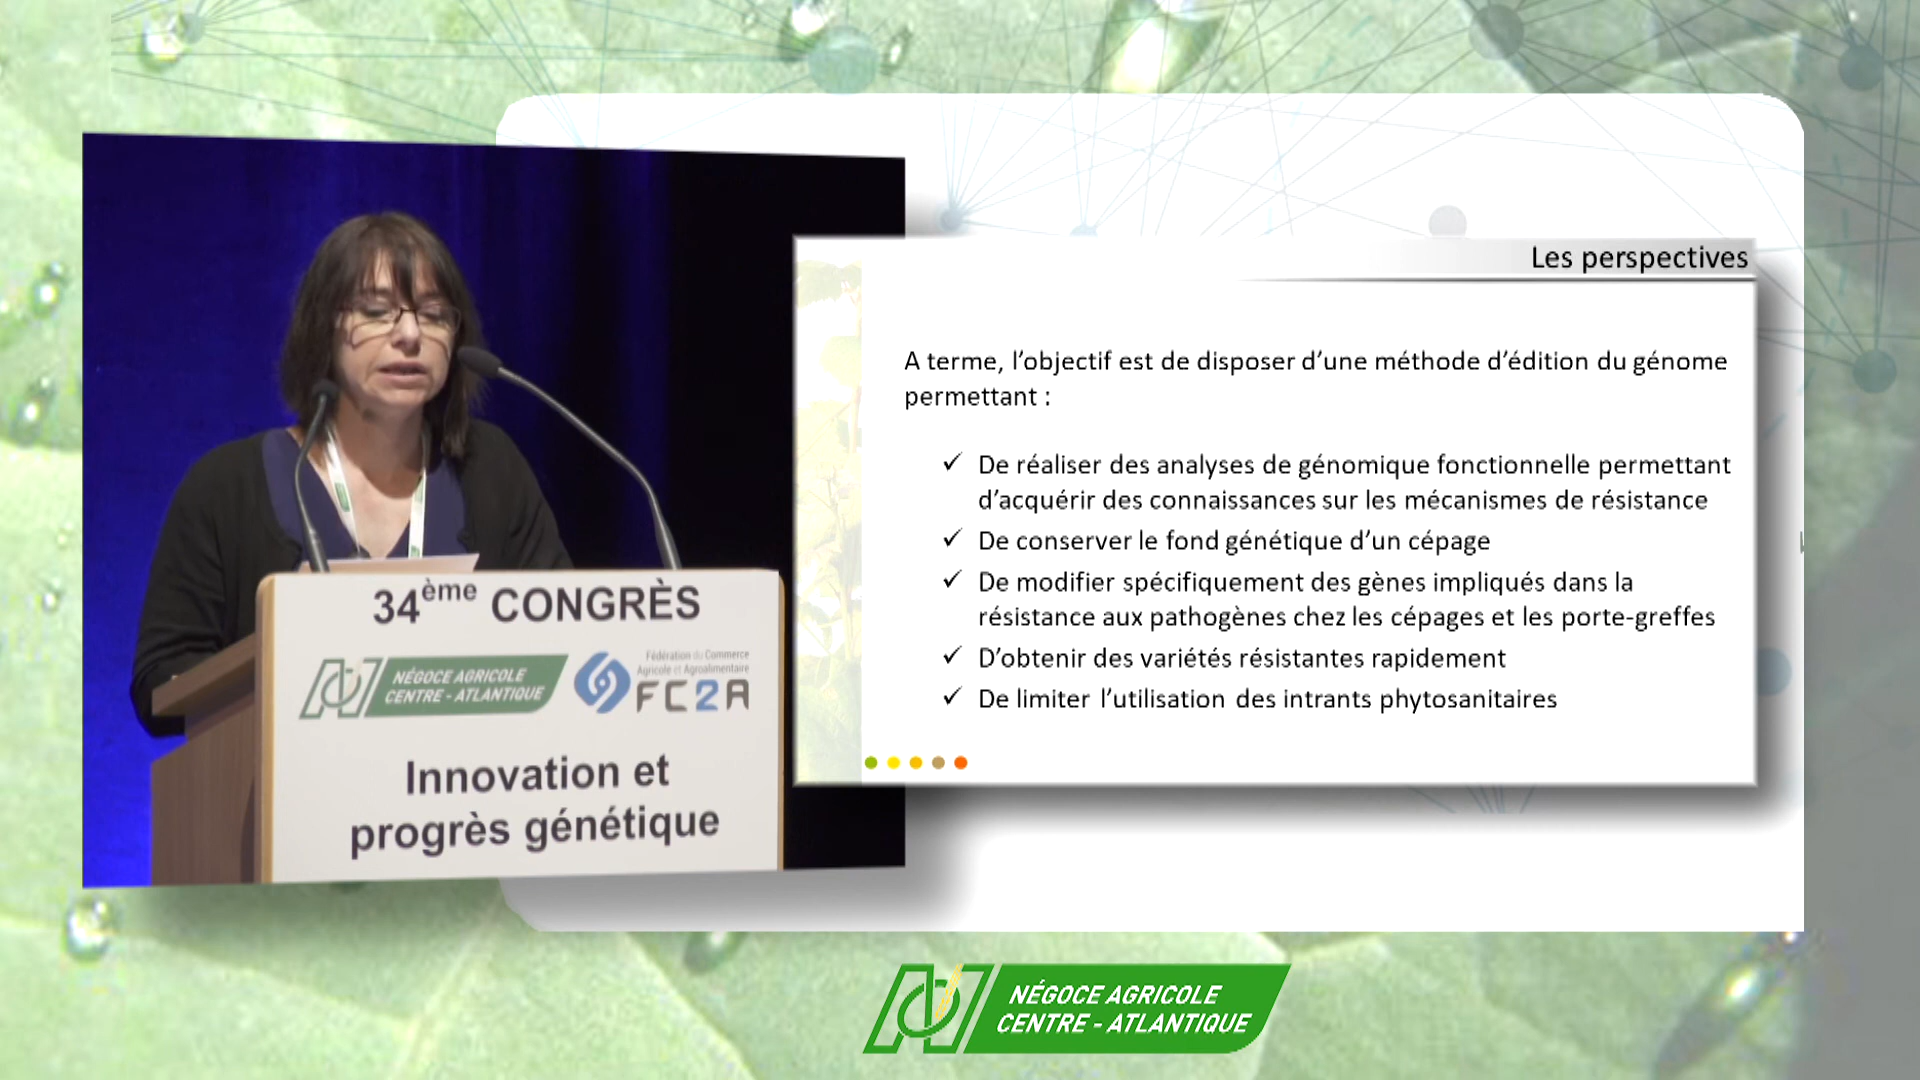 34ème CONGRÈS
NÉGOCE AGRICOLE
CENTRE - ATLANTIQUE
Fédération du Commerce
Agricole et Agroalimentaire
FC2A
Innovation et
progrès génétique
Les perspectives
A terme, l’objectif est de disposer d’une méthode d’édition du génome
permettant :
✓ De réaliser des analyses de génomique fonctionnelle permettant
d’acquérir des connaissances sur les mécanismes de résistance
✓ De conserver le fond génétique d’un cépage
✓ De modifier spécifiquement des gènes impliqués dans la
résistance aux pathogènes chez les cépages et les porte-greffes
✓ D’obtenir des variétés résistantes rapidement
✓ De limiter l’utilisation des intrants phytosanitaires
NÉGOCE AGRICOLE
CENTRE - ATLANTIQUE